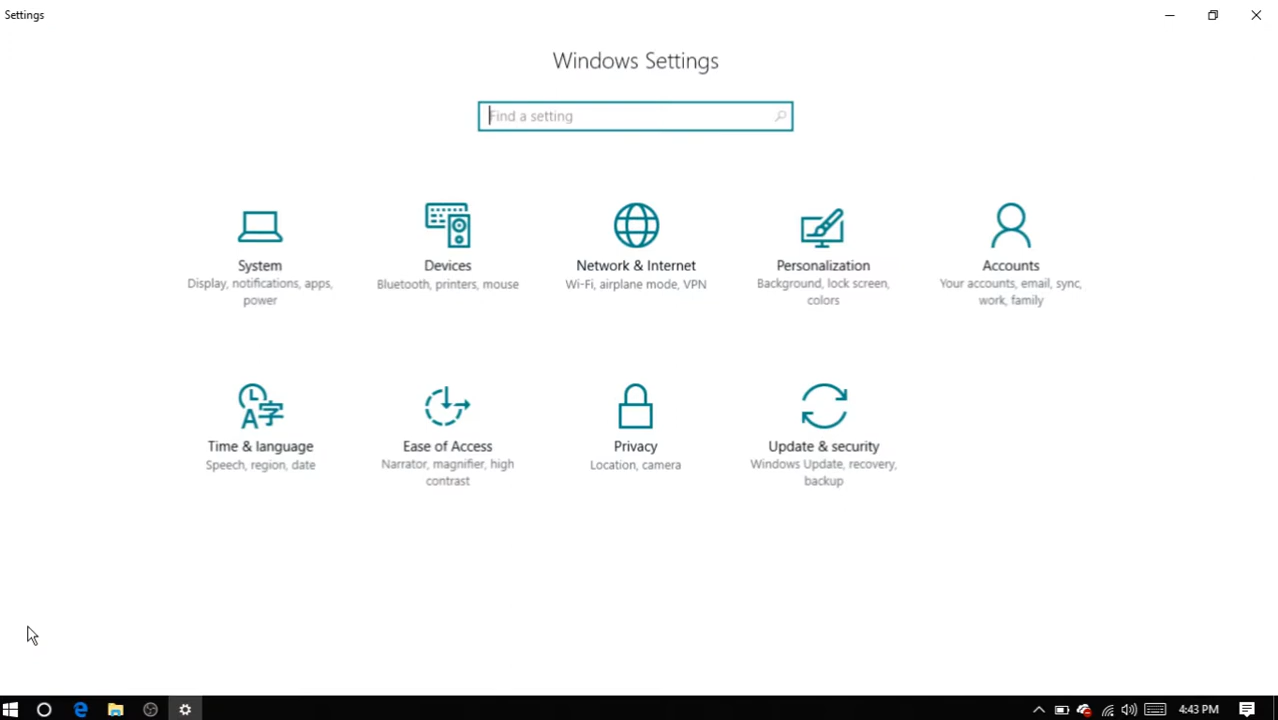 Settings
Windows Settings
Find a setting
System
Display, notifications, apps,
power
Devices
Bluetooth, printers, mouse
Network & Internet
Wi-Fi, airplane mode, VPN
Personalization
Background, lock screen,
colors
Accounts
Your accounts, email, sync,
work, family
A字
Time & language
Speech, region, date
Ease of Access
Narrator, magnifier, high
contrast
Privacy
Location, camera
Update & security
Windows Update, recovery,
backup
4:43 PM